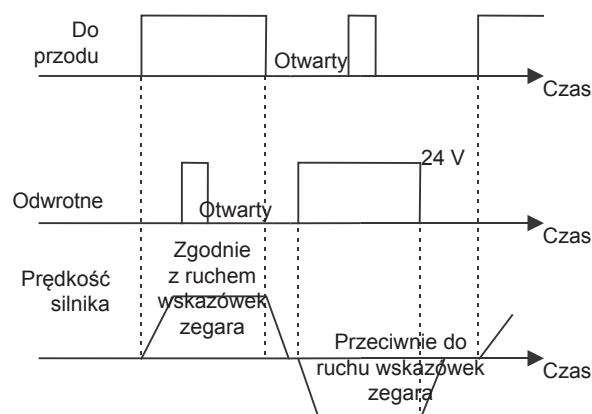 Do
przodu
Otwarty
Czas
24 V
Odwrotne
Otwarty
Czas
Zgodnie
z ruchem
wskazówek
zegara
Prędkość
silnika
Przeciwnie do
ruchu wskazówek
zegara
Czas